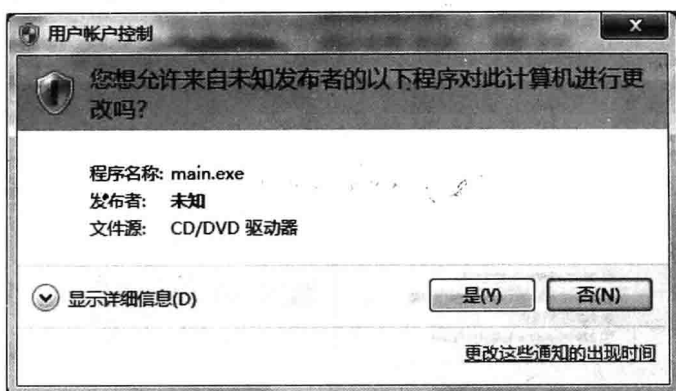 用户帐户控制
您想允许来自未知发布者的以下程序对此计算机进行更
改吗?
程序名称: main.exe
发布者: 未知
文件源: CD/DVD 驱动器
显示详细信息(D)
是(Y)
否(N)
更改这些通知的出现时间